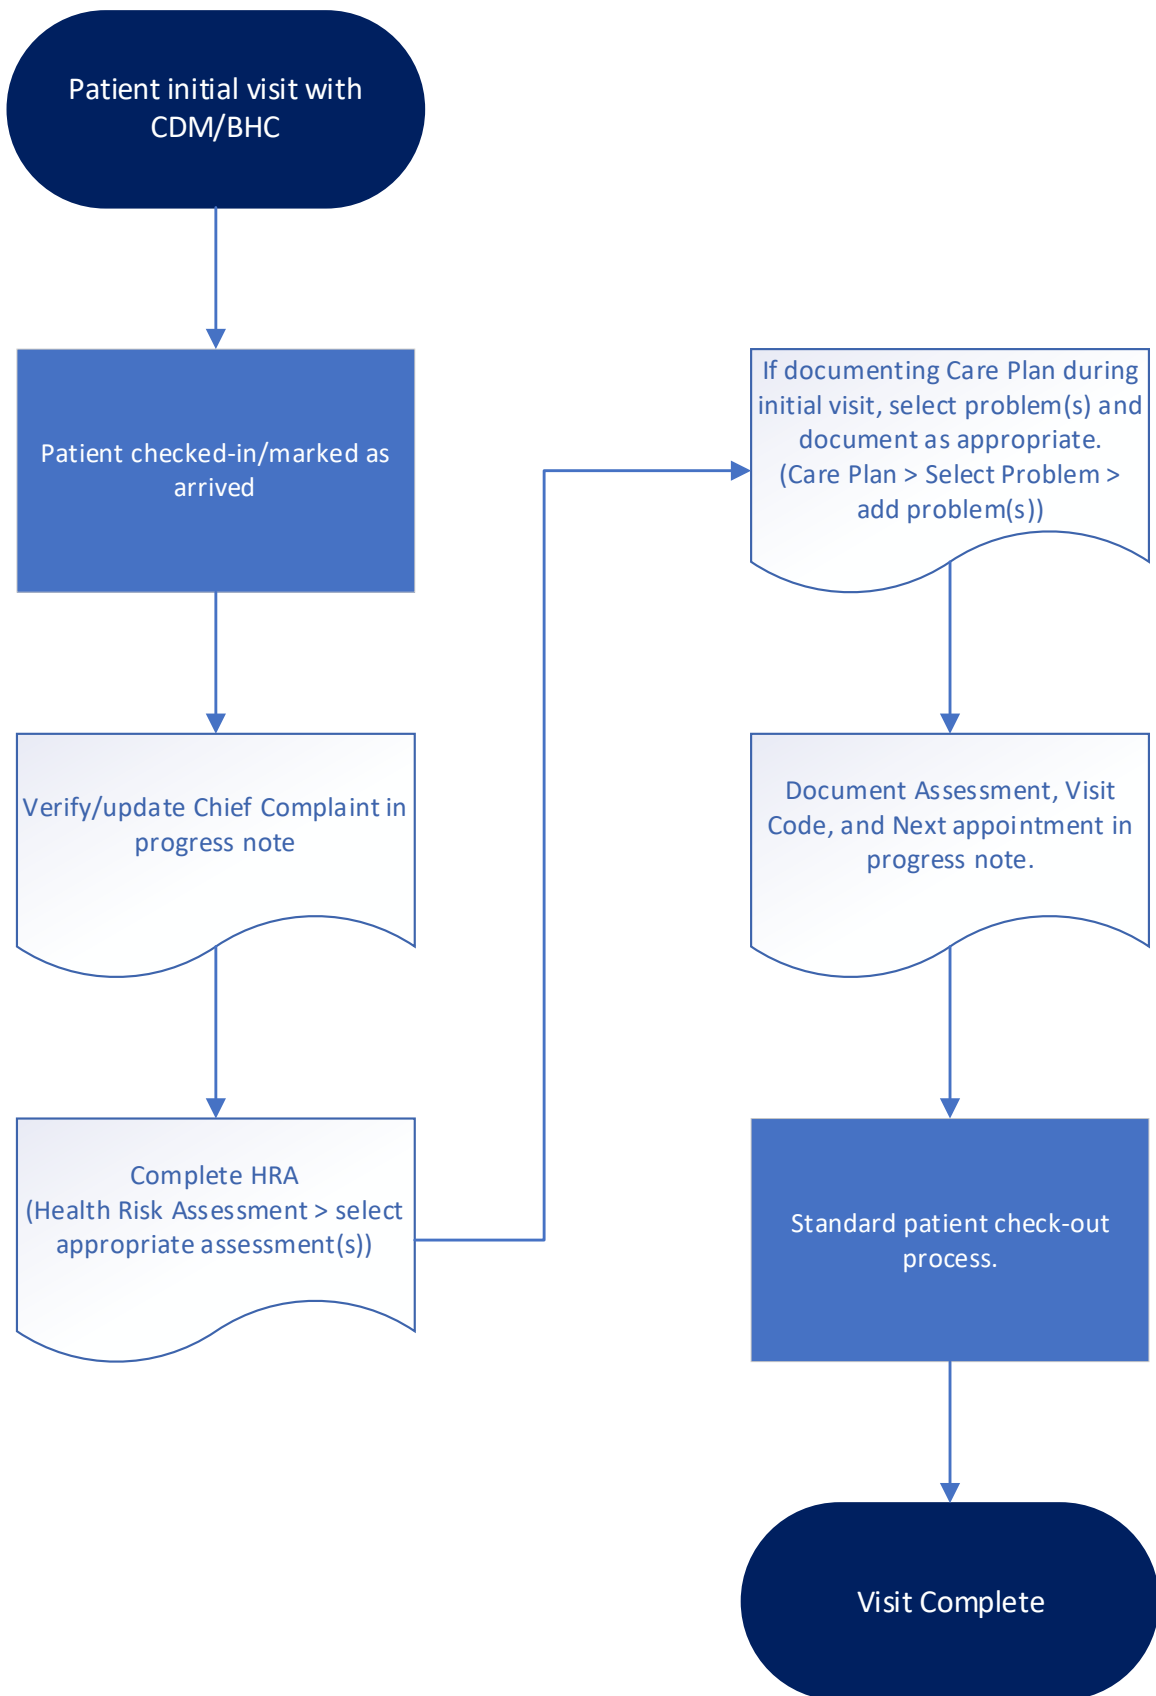 Patient initial visit with
CDM/BHC
Patient checked-in/marked as
arrived
Verify/update Chief Complaint in
progress note
Complete HRA
(Health Risk Assessment > select
appropriate assessment(s))
If documenting Care Plan during
initial visit, select problem(s) and
document as appropriate.
(Care Plan > Select Problem >
add problem(s))
Document Assessment, Visit
Code, and Next appointment in
progress note.
Standard patient check-out
process.
Visit Complete